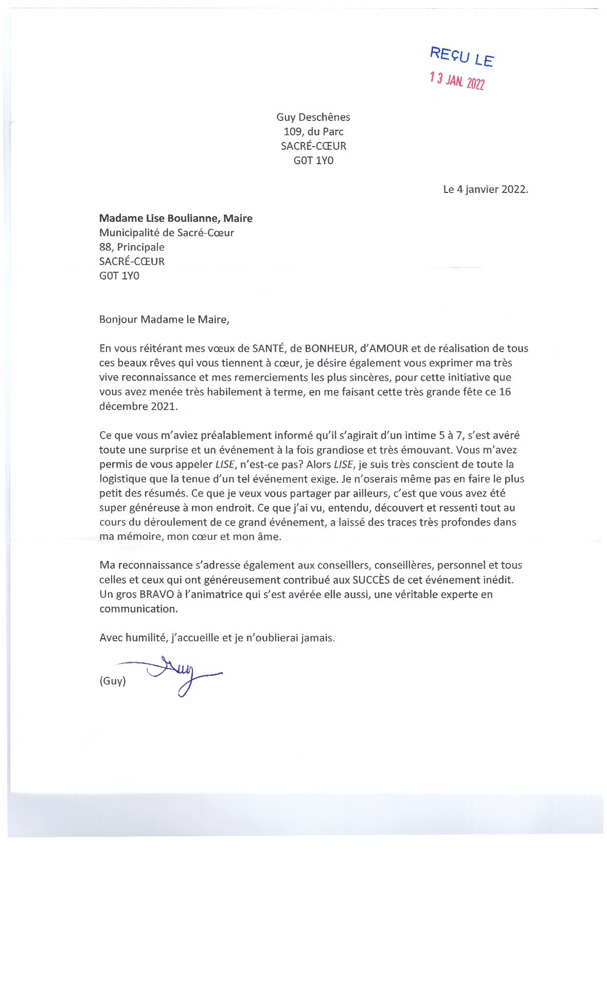 REÇU LE
13 JAN. 2022
Guy Deschênes
109, du Parc
SACRÉ-CŒUR
G0T 1Y0
Le 4 janvier 2022.
Madame Lise Boulianne, Maire
Municipalité de Sacré-Cœur
88, Principale
SACRÉ-CŒUR
G0T 1Y0
Bonjour Madame le Maire,
En vous réitérant mes vœux de SANTÉ, de BONHEUR, d'AMOUR et de réalisation de tous
ces beaux rêves qui vous tiennent à cœur, je désire également vous exprimer ma très
vive reconnaissance et mes remerciements les plus sincères, pour cette initiative que
vous avez menée très habilement à terme, en me faisant cette très grande fête ce 16
décembre 2021.
Ce que vous m'aviez préalablement informé qu'il s'agirait d'un intime 5 à 7, s'est avéré
toute une surprise et un événement à la fois grandiose et très émouvant. Vous m'avez
permis de vous appeler LISE, n'est-ce pas? Alors LISE, je suis très conscient de toute la
logistique que la tenue d'un tel événement exige. Je n'oserais même pas en faire le plus
petit des résumés. Ce que je veux vous partager par ailleurs, c'est que vous avez été
super généreuse à mon endroit. Ce que j'ai vu, entendu, découvert et ressenti tout au
cours du déroulement de ce grand événement, a laissé des traces très profondes dans
ma mémoire, mon cœur et mon âme.
Ma reconnaissance s'adresse également aux conseillers, conseillères, personnel et tous
celles et ceux qui ont généreusement contribué aux SUCCÈS de cet événement inédit.
Un gros BRAVO à l'animatrice qui s'est avérée elle aussi, une véritable experte en
communication.
Avec humilité, j'accueille et je n'oublierai jamais.
Guy
(Guy)